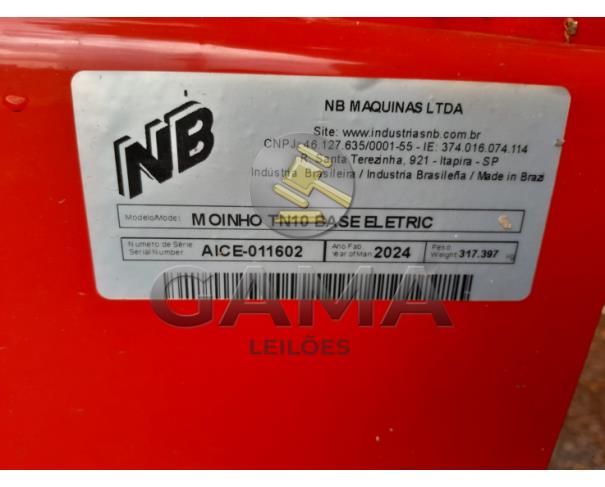 NB
NB MAQUINAS LTDA
Site: www.industriasnb.com.br
CNPJ: 46.127.635/0001-55 - IE: 374.016.074.114
R. Santa Terezinha, 921 - Itapira - SP
Indústria Brasileira / Industria Brasileña / Made in Brazi
Modelo/Model: MOINHO TN10 BASE ELETRIC
Numero de Série
Serial Number: AICE-011602
Ano Fab.
Year of Man. 2024
Peso
Weight: 317.397 kg
GAMA
LEILÕES